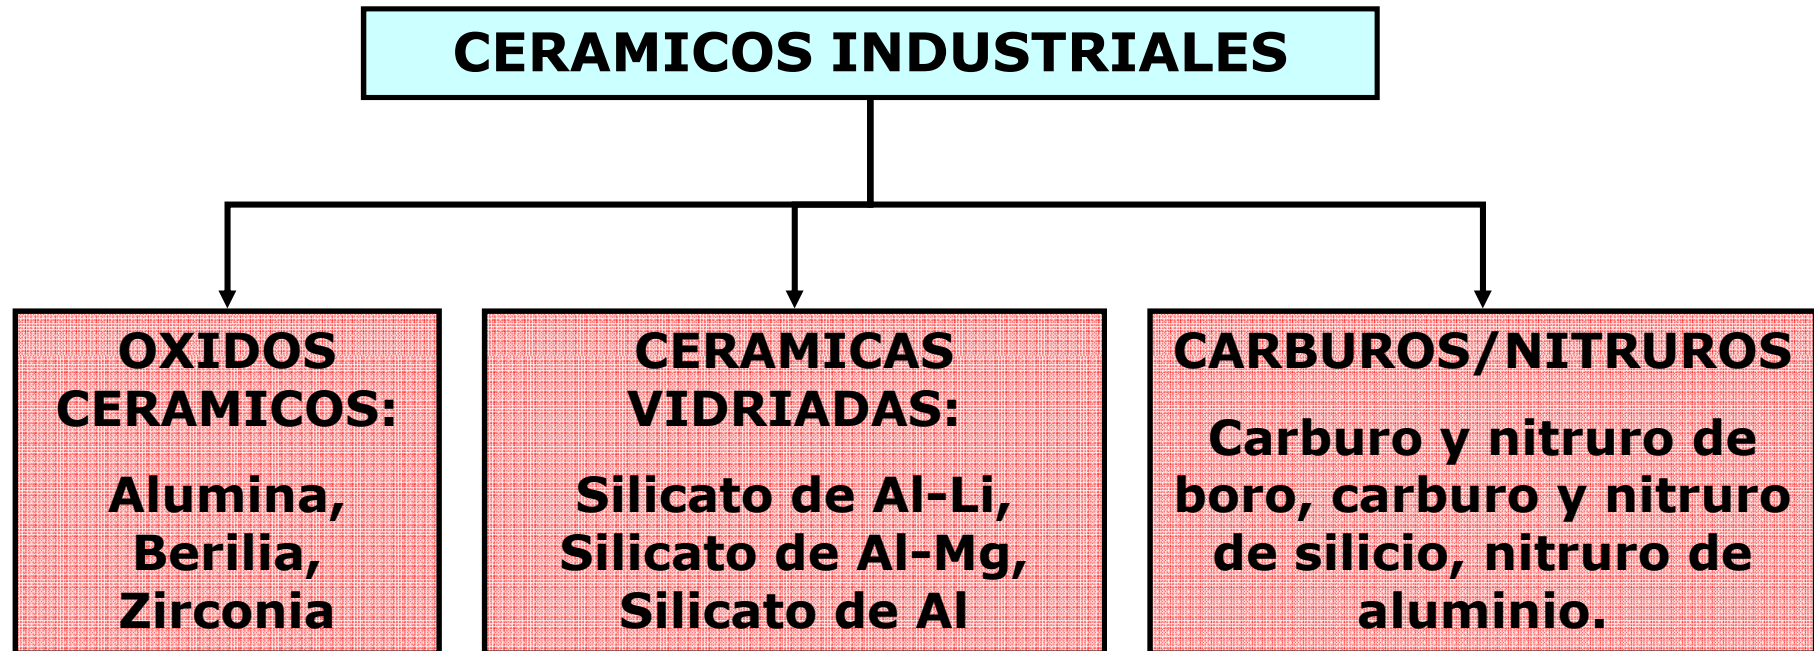 CERAMICOS INDUSTRIALES
OXIDOS
CERAMICOS:
Alumina,
Berilia,
Zirconia
CERAMICAS
VIDRIADAS:
Silicato de Al-Li,
Silicato de Al-Mg,
Silicato de Al
CARBUROS/NITRUROS
Carburo y nitruro de
boro, carburo y nitruro
de silicio, nitruro de
aluminio.